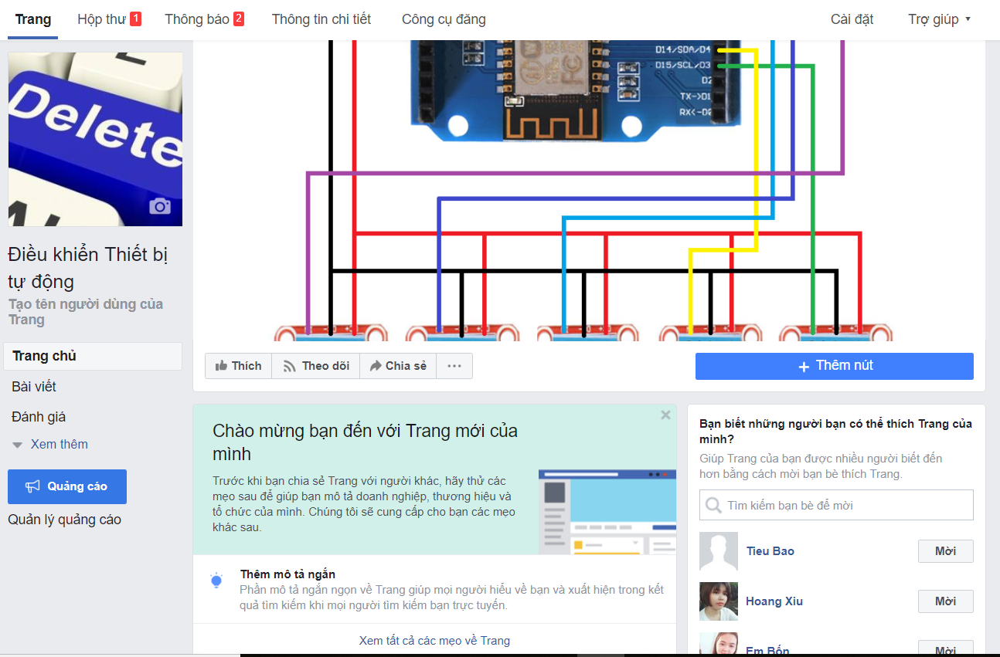 Trang
Hộp thư 1
Thông báo 2
Thông tin chi tiết
Công cụ đăng
Cài đặt
Trợ giúp
Delete
D14/SDA/D4
D15/SCL/D3
D2
TX->D1
RX<-D0
Điều khiển Thiết bị
tự động
Tạo tên người dùng của
Trang
Trang chủ
Bài viết
Đánh giá
Xem thêm
Quảng cáo
Quản lý quảng cáo
Thích
Theo dõi
Chia sẻ
...
+ Thêm nút
Chào mừng bạn đến với Trang mới của
mình
Trước khi bạn chia sẻ Trang với người khác, hãy thử các
mẹo sau để giúp bạn mô tả doanh nghiệp, thương hiệu và
tổ chức của mình. Chúng tôi sẽ cung cấp cho bạn các mẹo
khác sau.
Thêm mô tả ngắn
Phần mô tả ngắn ngọn về Trang giúp mọi người hiểu về bạn và xuất hiện trong kết
quả tìm kiếm khi mọi người tìm kiếm bạn trực tuyến.
Xem tất cả các mẹo về Trang
Bạn biết những người bạn có thể thích Trang của
mình?
Giúp Trang của bạn được nhiều người biết đến
hơn bằng cách mời bạn bè thích Trang.
Tìm kiếm bạn bè để mời
Tieu Bao
Mời
Hoang Xiu
Mời
Em Bốn
Mời